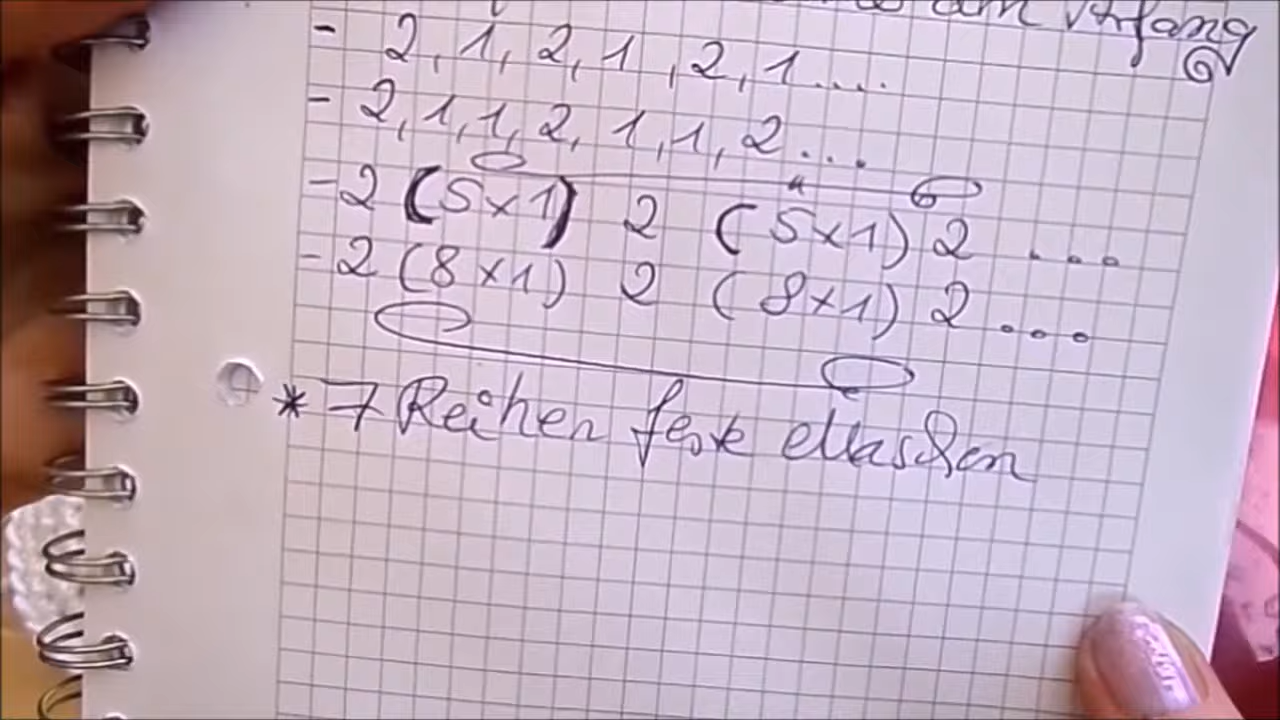 am Anfang
- 2, 1, 2, 1, 2, 1....
- 2, 1, 1, 2, 1, 1, 2...
- 2 (5x1) 2 (5x1) 2 ...
- 2 (8x1) 2 (8x1) 2 ...
* 7 Reihen feste Maschen